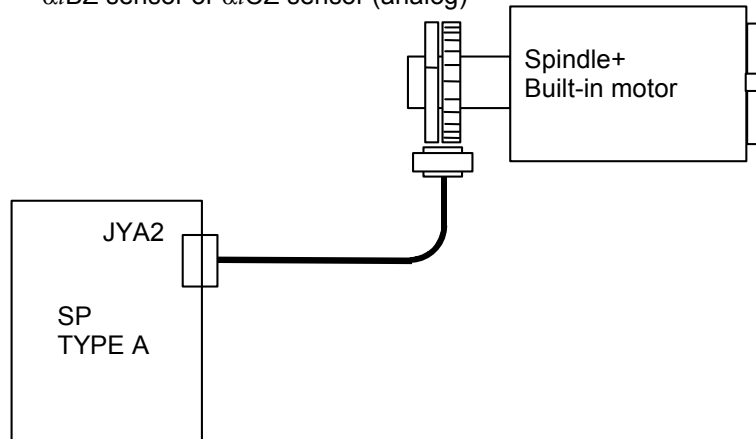 αiBZ sensor or αiCZ sensor (analog)
Spindle+
Built-in motor
JYA2
SP
TYPE A